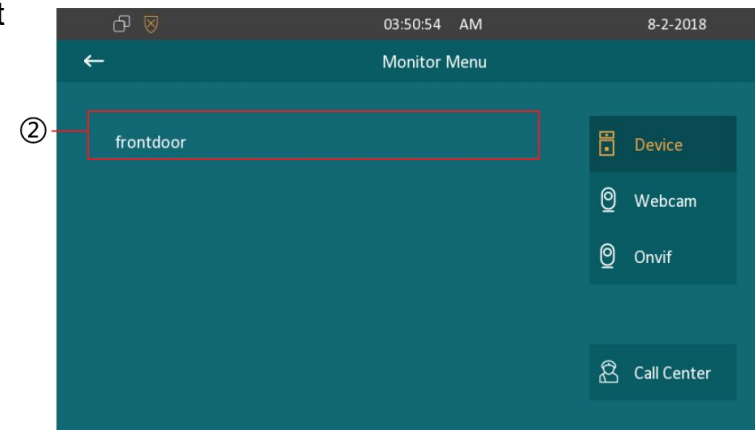 t
03:50:54 AM 8-2-2018
Monitor Menu
② frontdoor
Device
Webcam
Onvif
Call Center